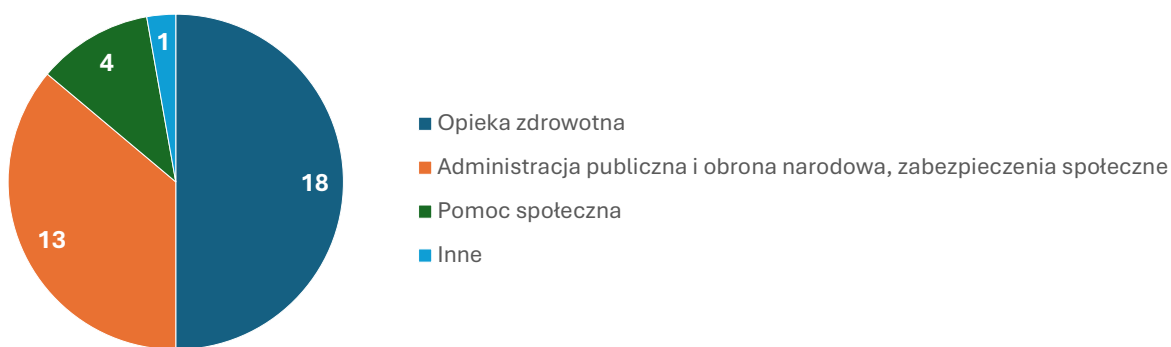 1
4
18
13
Opieka zdrowotna
Administracja publiczna i obrona narodowa, zabezpieczenia społeczne
Pomoc społeczna
Inne